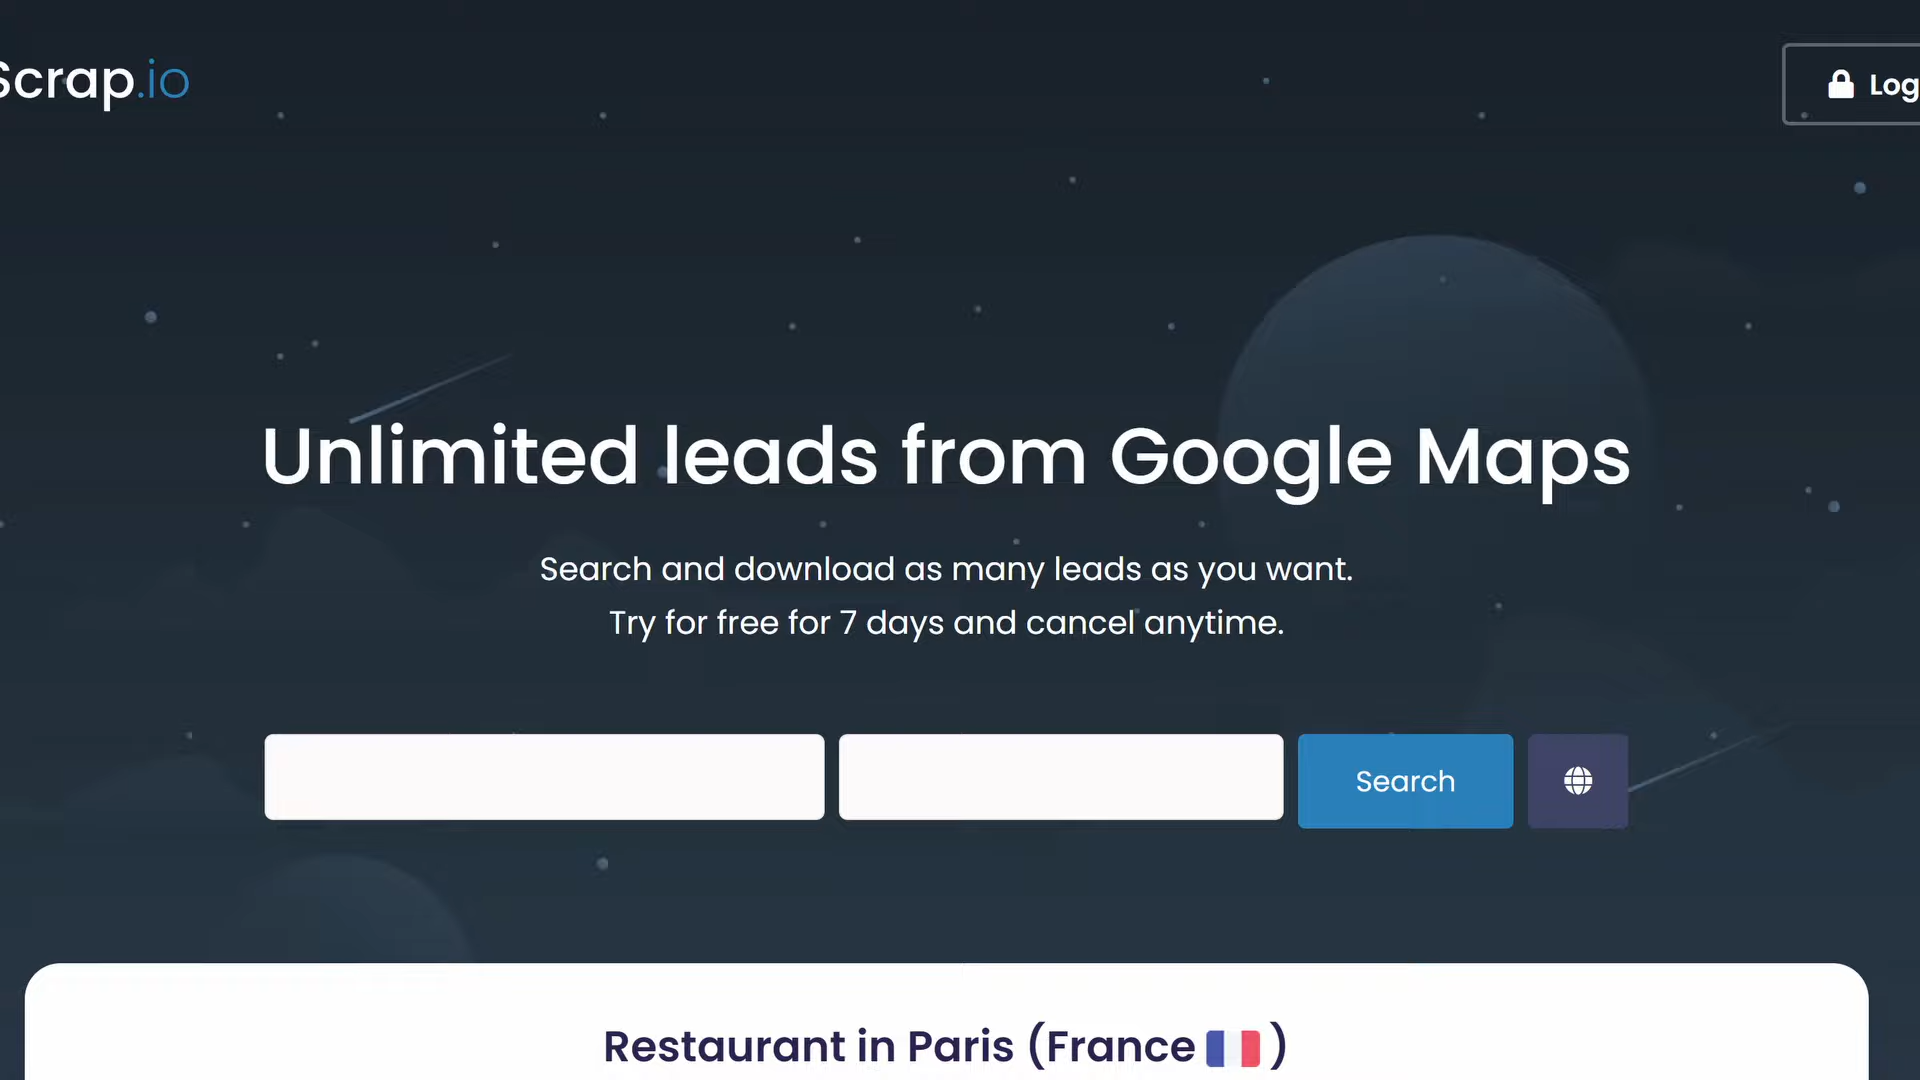 Scrap.io
Log
Unlimited leads from Google Maps
Search and download as many leads as you want.
Try for free for 7 days and cancel anytime.
Search
Restaurant in Paris (France )